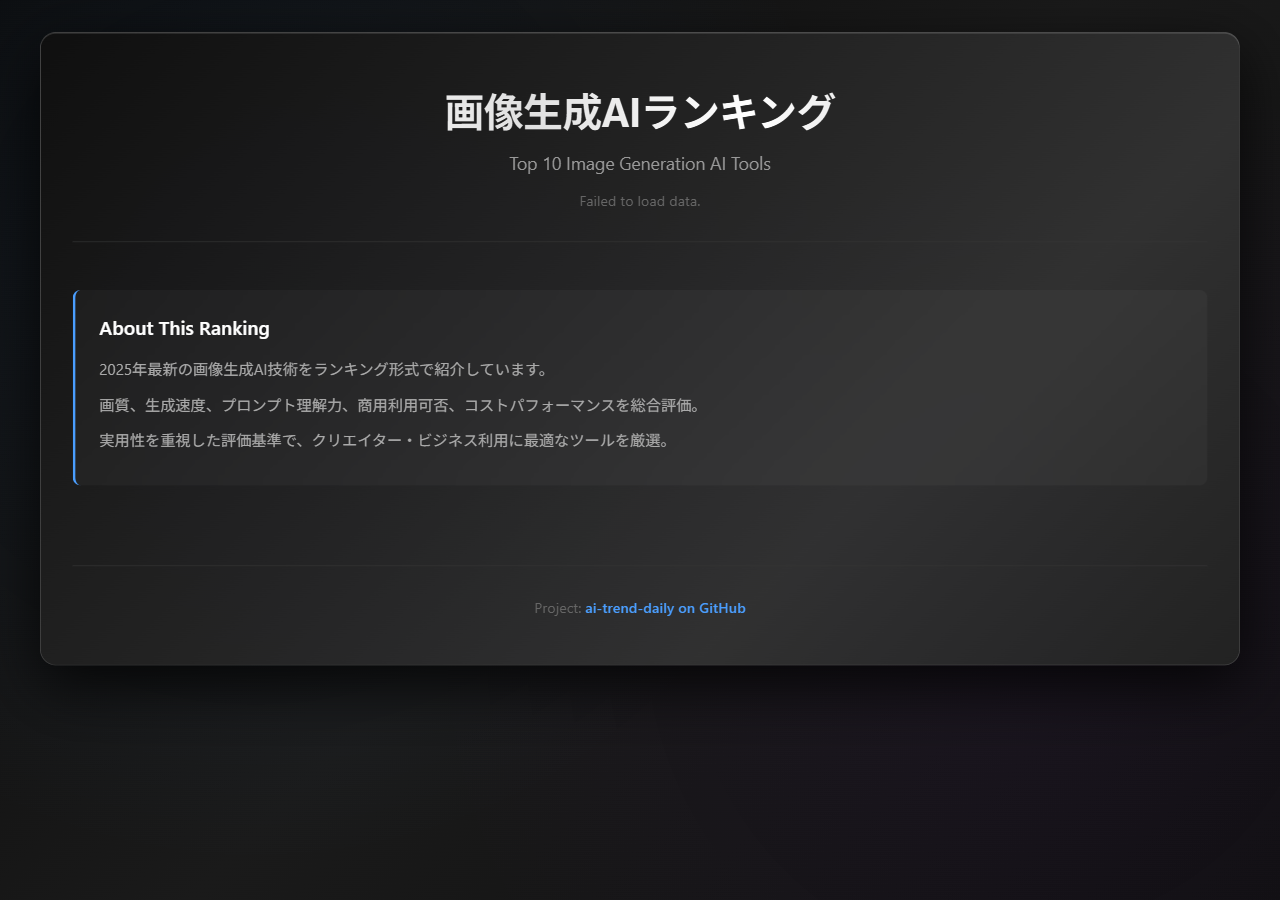 画像生成AIランキング
Top 10 Image Generation AI Tools
Failed to load data.
About This Ranking
2025年最新の画像生成AI技術をランキング形式で紹介しています。
画質、生成速度、プロンプト理解力、商用利用可否、コストパフォーマンスを総合評価。
実用性を重視した評価基準で、クリエイター・ビジネス利用に最適なツールを厳選。
Project: ai-trend-daily on GitHub